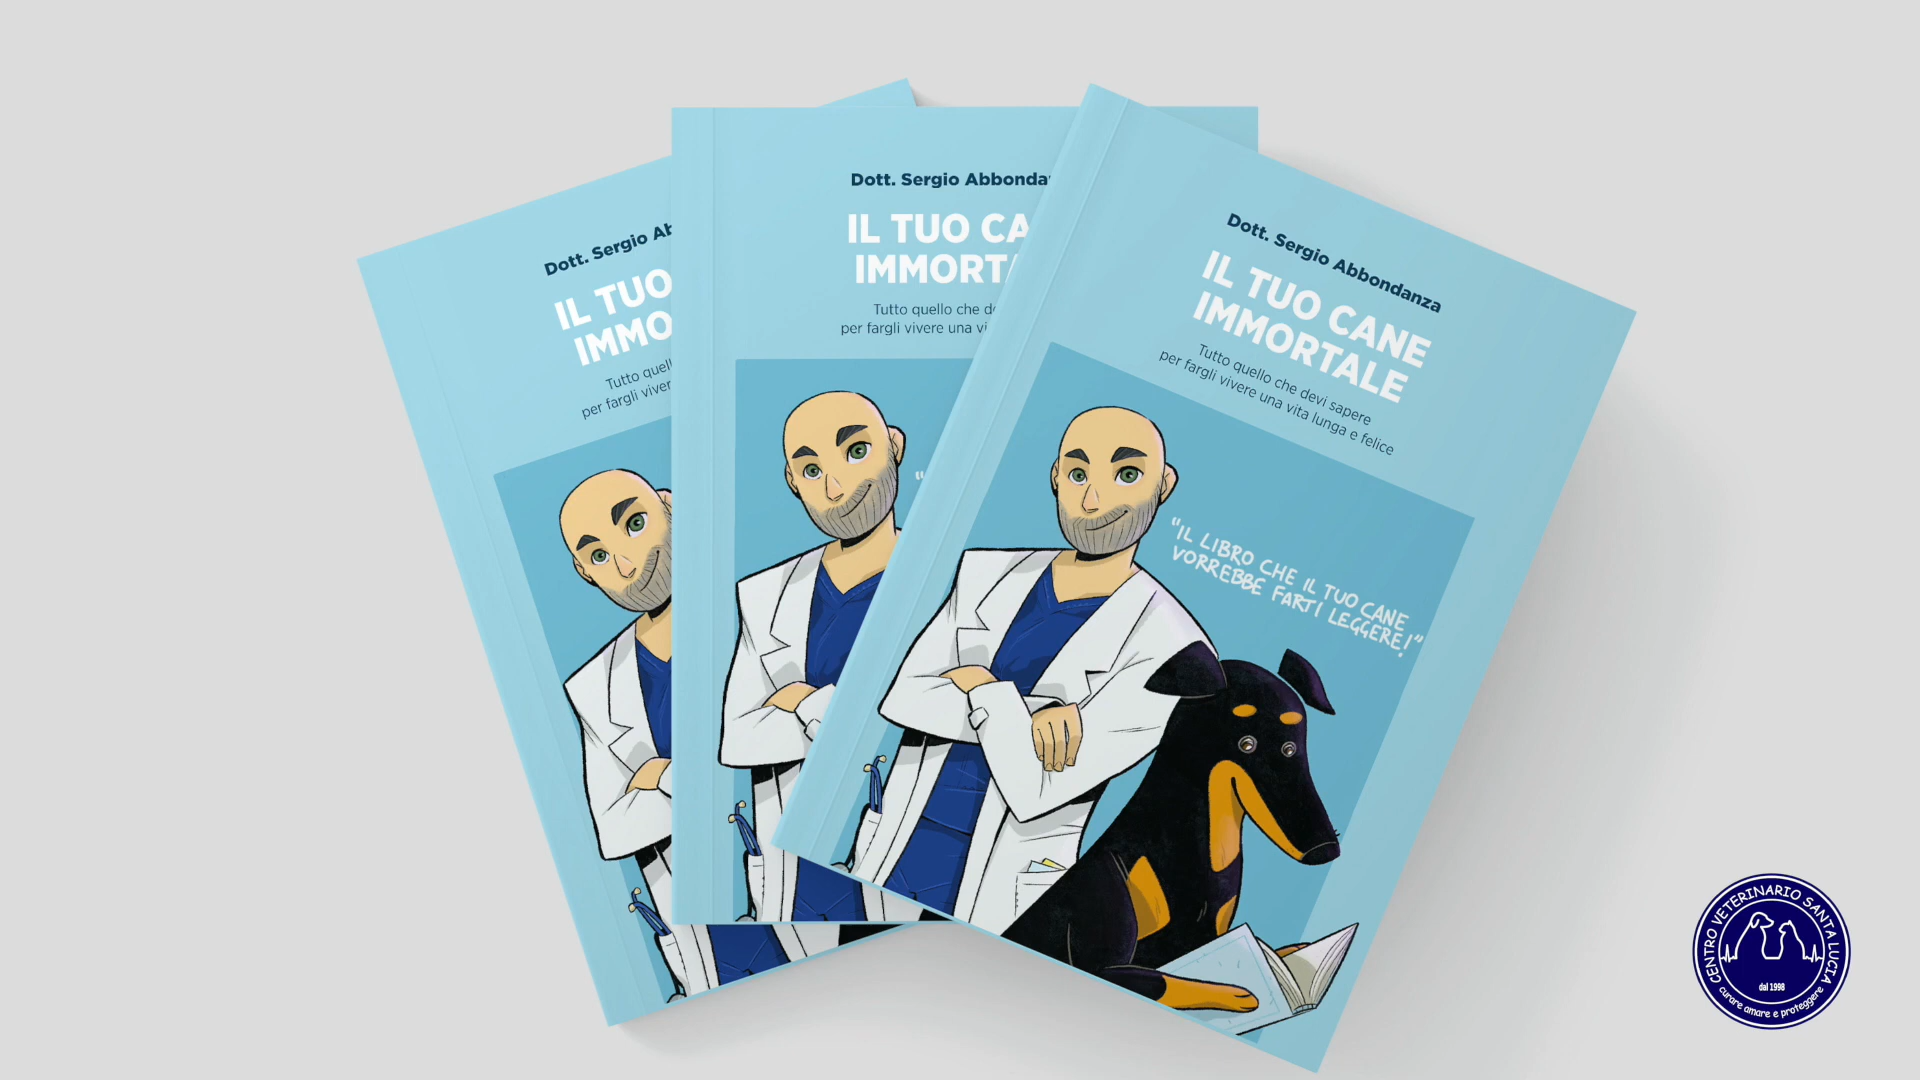 Dott. Sergio Ab
IL TUO
IMMO
Tutto quell
per fargli viver
Dott. Sergio Abbonda
IL TUO CA
IMMORTA
Tutto quello che de
per fargli vivere una vi
“
Dott. Sergio Abbondanza
IL TUO CANE
IMMORTALE
Tutto quello che devi sapere
per fargli vivere una vita lunga e felice
“IL LIBRO CHE IL TUO CANE
VORREBBE FARTI LEGGERE!”
CENTRO VETERINARIO SANTA LUCIA
dal 1998
curare amare e proteggere